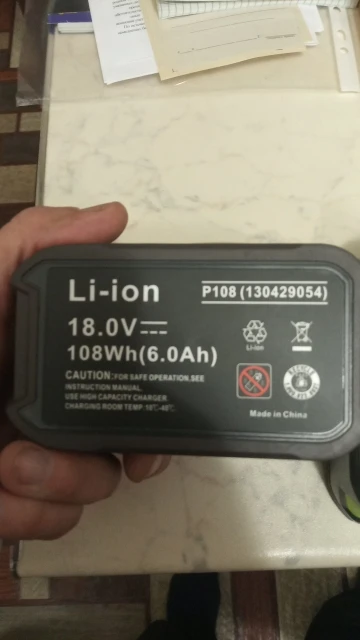 Li-ion
P108 (130429054)
18.0V
108Wh(6.0Ah)
Li-ion
CAUTION:FOR SAFE OPERATION,SEE
INSTRUCTION MANUAL.
USE HIGH CAPACITY CHARGER
CHARGING ROOM TEMP.:10℃-40℃
Made in China